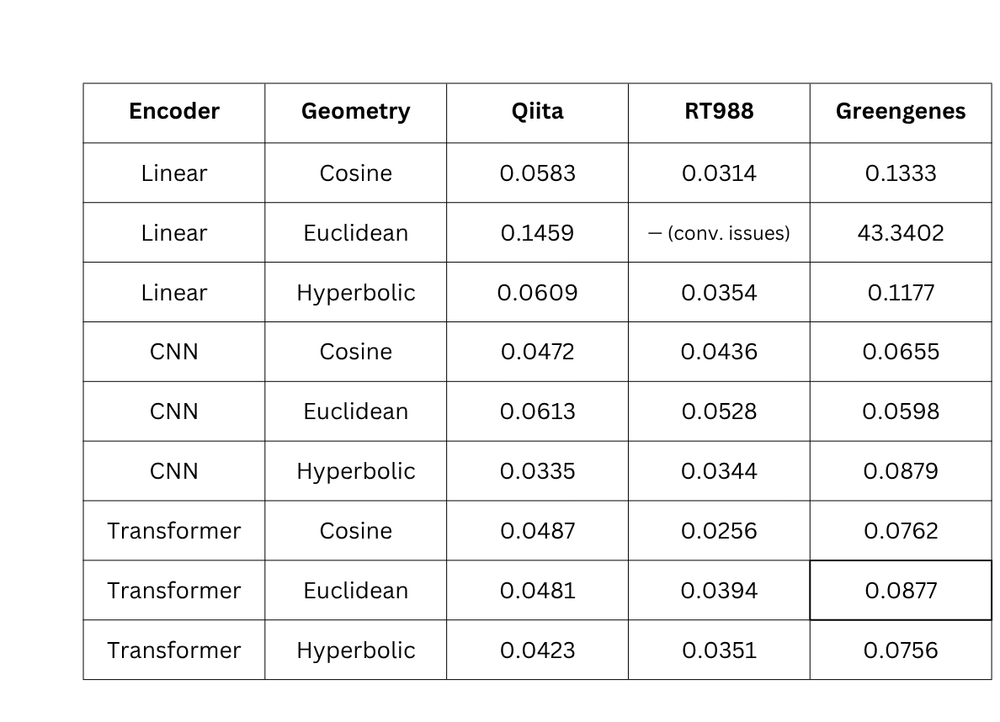 Encoder Geometry Qiita RT988 Greengenes
Linear Cosine 0.0583 0.0314 0.1333
Linear Euclidean 0.1459 — (conv. issues) 43.3402
Linear Hyperbolic 0.0609 0.0354 0.1177
CNN Cosine 0.0472 0.0436 0.0655
CNN Euclidean 0.0613 0.0528 0.0598
CNN Hyperbolic 0.0335 0.0344 0.0879
Transformer Cosine 0.0487 0.0256 0.0762
Transformer Euclidean 0.0481 0.0394 0.0877
Transformer Hyperbolic 0.0423 0.0351 0.0756